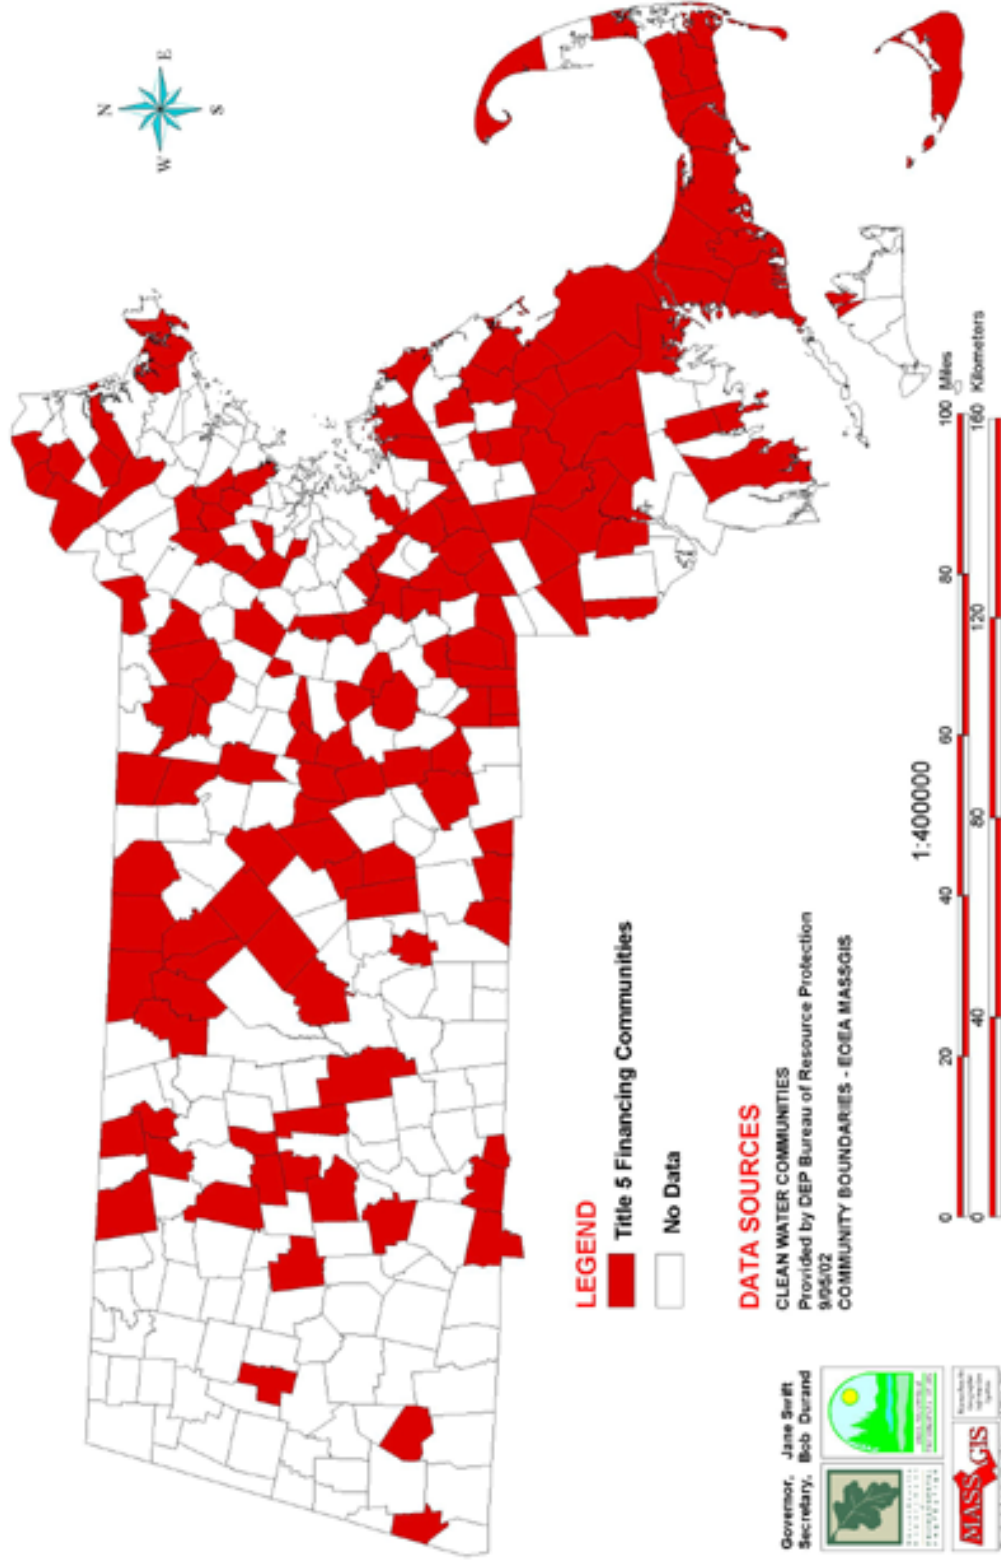 N
W
E
S
LEGEND
Title 5 Financing Communities
No Data
DATA SOURCES
CLEAN WATER COMMUNITIES
Provided by DEP Bureau of Resource Protection
9/05/02
COMMUNITY BOUNDARIES - EOEA MASSGIS
1:400000
0 20 40 60 80 100 Miles
0 40 80 120 160 Kilometers
Governor, Jane Swift
Secretary, Bob Durand
MASSGIS